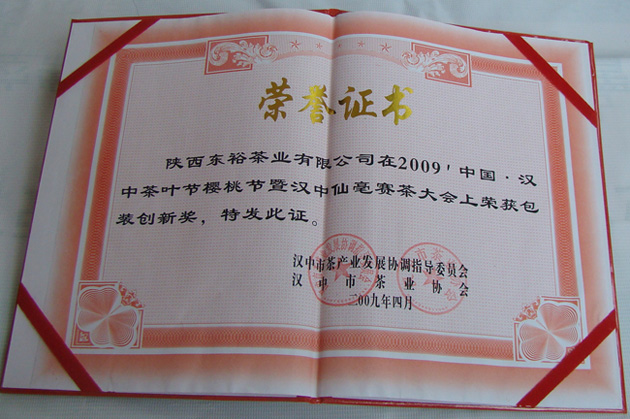 荣誉证书
陕西东裕茶业有限公司在2009'中国·汉
中茶叶节樱桃节暨汉中仙毫赛茶大会上荣获包
装创新奖，特发此证。
汉中市茶产业发展协调指导委员会
汉中市茶业协会
二00九年四月